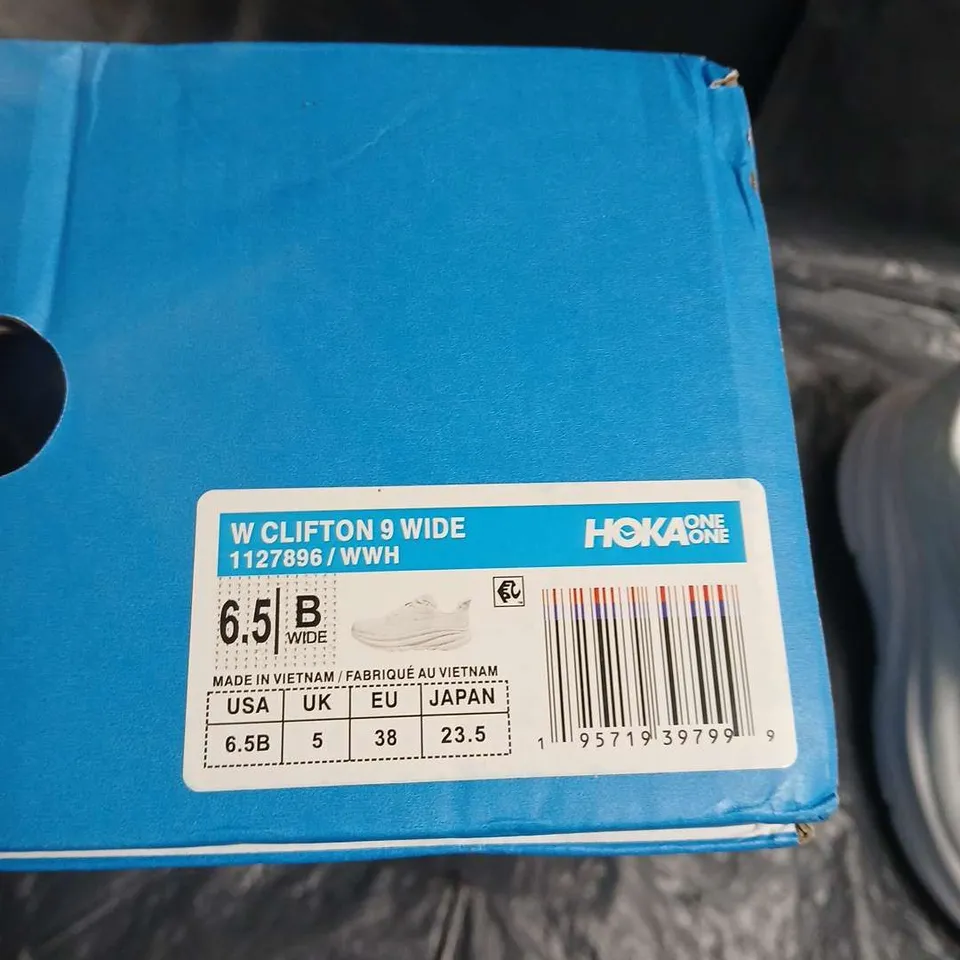 W CLIFTON 9 WIDE
1127896 / WWH
HOKA ONE ONE
6.5 B WIDE
MADE IN VIETNAM / FABRIQUÉ AU VIETNAM
USA UK EU JAPAN
6.5B 5 38 23.5
1 95719 39799 9